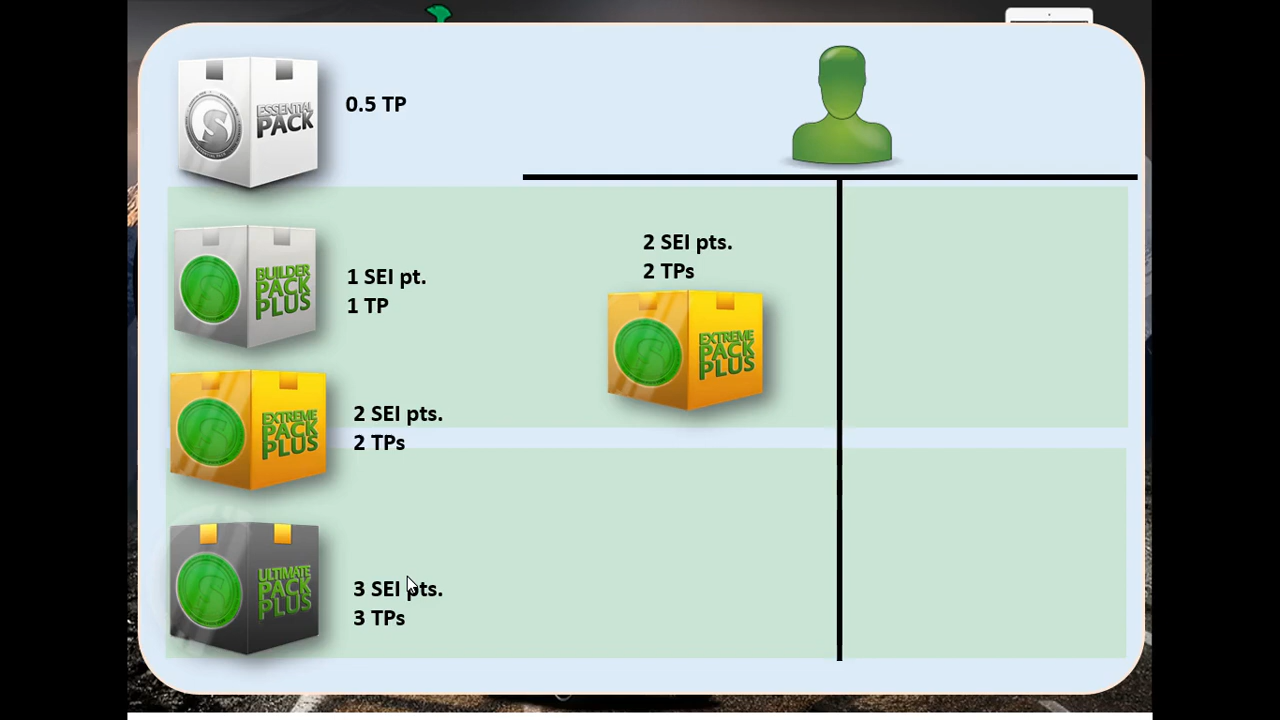 ESSENTIAL
PACK
S
0.5 TP
BUILDER
PACK
PLUS
S
1 SEI pt.
1 TP
2 SEI pts.
2 TPs
EXTREME
PACK
PLUS
S
EXTREME
PACK
PLUS
S
2 SEI pts.
2 TPs
ULTIMATE
PACK
PLUS
S
3 SEI pts.
3 TPs